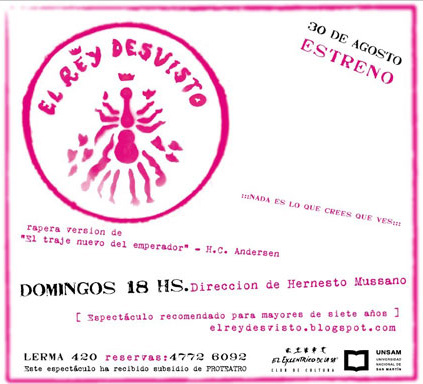 EL REY DESVISTO
30 DE AGOSTO
ESTRENO
:::NADA ES LO QUE CREES QUE VES:::
rapera version de
"El traje nuevo del emperador" - H.C. Andersen
DOMINGOS 18 HS. Direccion de Hernesto Mussano
[ Espectáculo recomendado para mayores de siete años ]
elreydesvisto.blogspot.com
LERMA 420 reservas: 4772 6092
Este espectáculo ha recibido subsidio de PROTEATRO
EL EXCÉNTRICO DE LA 18ª
CLUB DE CULTURA
UNSAM
UNIVERSIDAD
NACIONAL DE
SAN MARTÍN